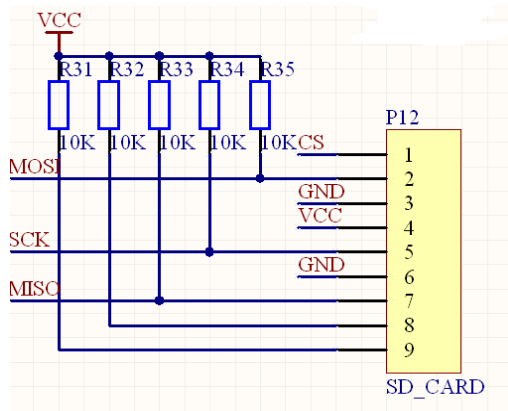 VCC
R31 R32 R33 R34 R35
P12
10K 10K 10K 10K 10K
CS
1
MOSI
2
GND
3
VCC
4
SCK
5
GND
6
MISO
7
8
9
SD_CARD